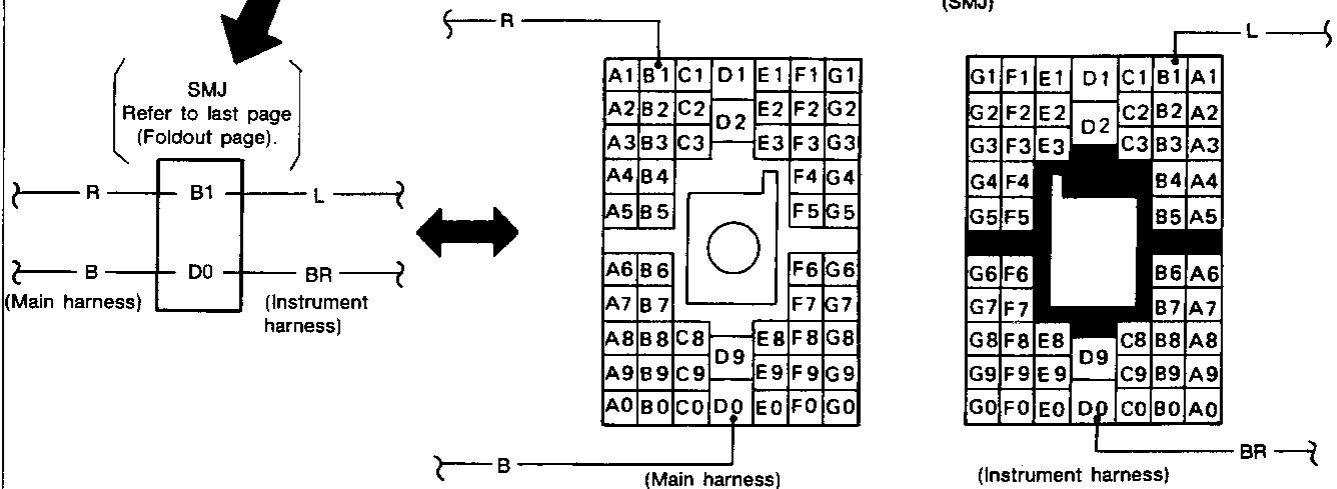 (SMJ)
R
SMJ
Refer to last page
(Foldout page).
R B1 L
B D0 BR
(Main harness)
(Instrument
harness)
A1 B1 C1 D1 E1 F1 G1
A2 B2 C2 D2 E2 F2 G2
A3 B3 C3 E3 F3 G3
A4 B4 F4 G4
A5 B5 F5 G5
A6 B6 F6 G6
A7 B7 F7 G7
A8 B8 C8 D9 E8 F8 G8
A9 B9 C9 E9 F9 G9
A0 B0 C0 D0 E0 F0 G0
B
(Main harness)
L
G1 F1 E1 D1 C1 B1 A1
G2 F2 E2 D2 C2 B2 A2
G3 F3 E3 C3 B3 A3
G4 F4 B4 A4
G5 F5 B5 A5
G6 F6 B6 A6
G7 F7 B7 A7
G8 F8 E8 D9 C8 B8 A8
G9 F9 E9 C9 B9 A9
G0 F0 E0 D0 C0 B0 A0
BR
(Instrument harness)